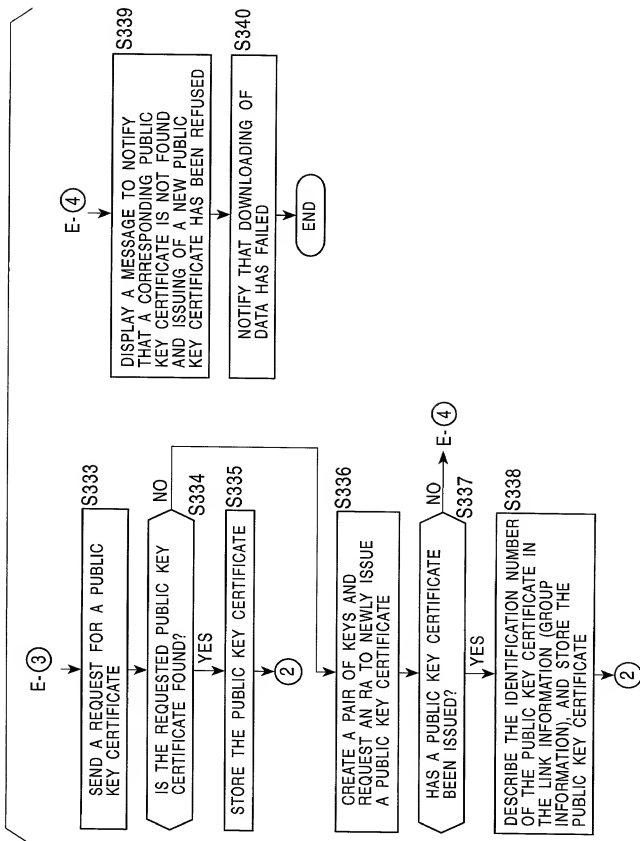 E-③
S333
SEND A REQUEST FOR A PUBLIC
KEY CERTIFICATE
S334
IS THE REQUESTED PUBLIC KEY
CERTIFICATE FOUND?
NO
YES
S335
STORE THE PUBLIC KEY CERTIFICATE
②
S336
CREATE A PAIR OF KEYS AND
REQUEST AN RA TO NEWLY ISSUE
A PUBLIC KEY CERTIFICATE
S337
HAS A PUBLIC KEY CERTIFICATE
BEEN ISSUED?
NO
E-④
YES
S338
DESCRIBE THE IDENTIFICATION NUMBER
OF THE PUBLIC KEY CERTIFICATE IN
THE LINK INFORMATION (GROUP
INFORMATION), AND STORE THE
PUBLIC KEY CERTIFICATE
②
E-④
S339
DISPLAY A MESSAGE TO NOTIFY
THAT A CORRESPONDING PUBLIC
KEY CERTIFICATE IS NOT FOUND
AND ISSUING OF A NEW PUBLIC
KEY CERTIFICATE HAS BEEN REFUSED
S340
NOTIFY THAT DOWNLOADING OF
DATA HAS FAILED
END